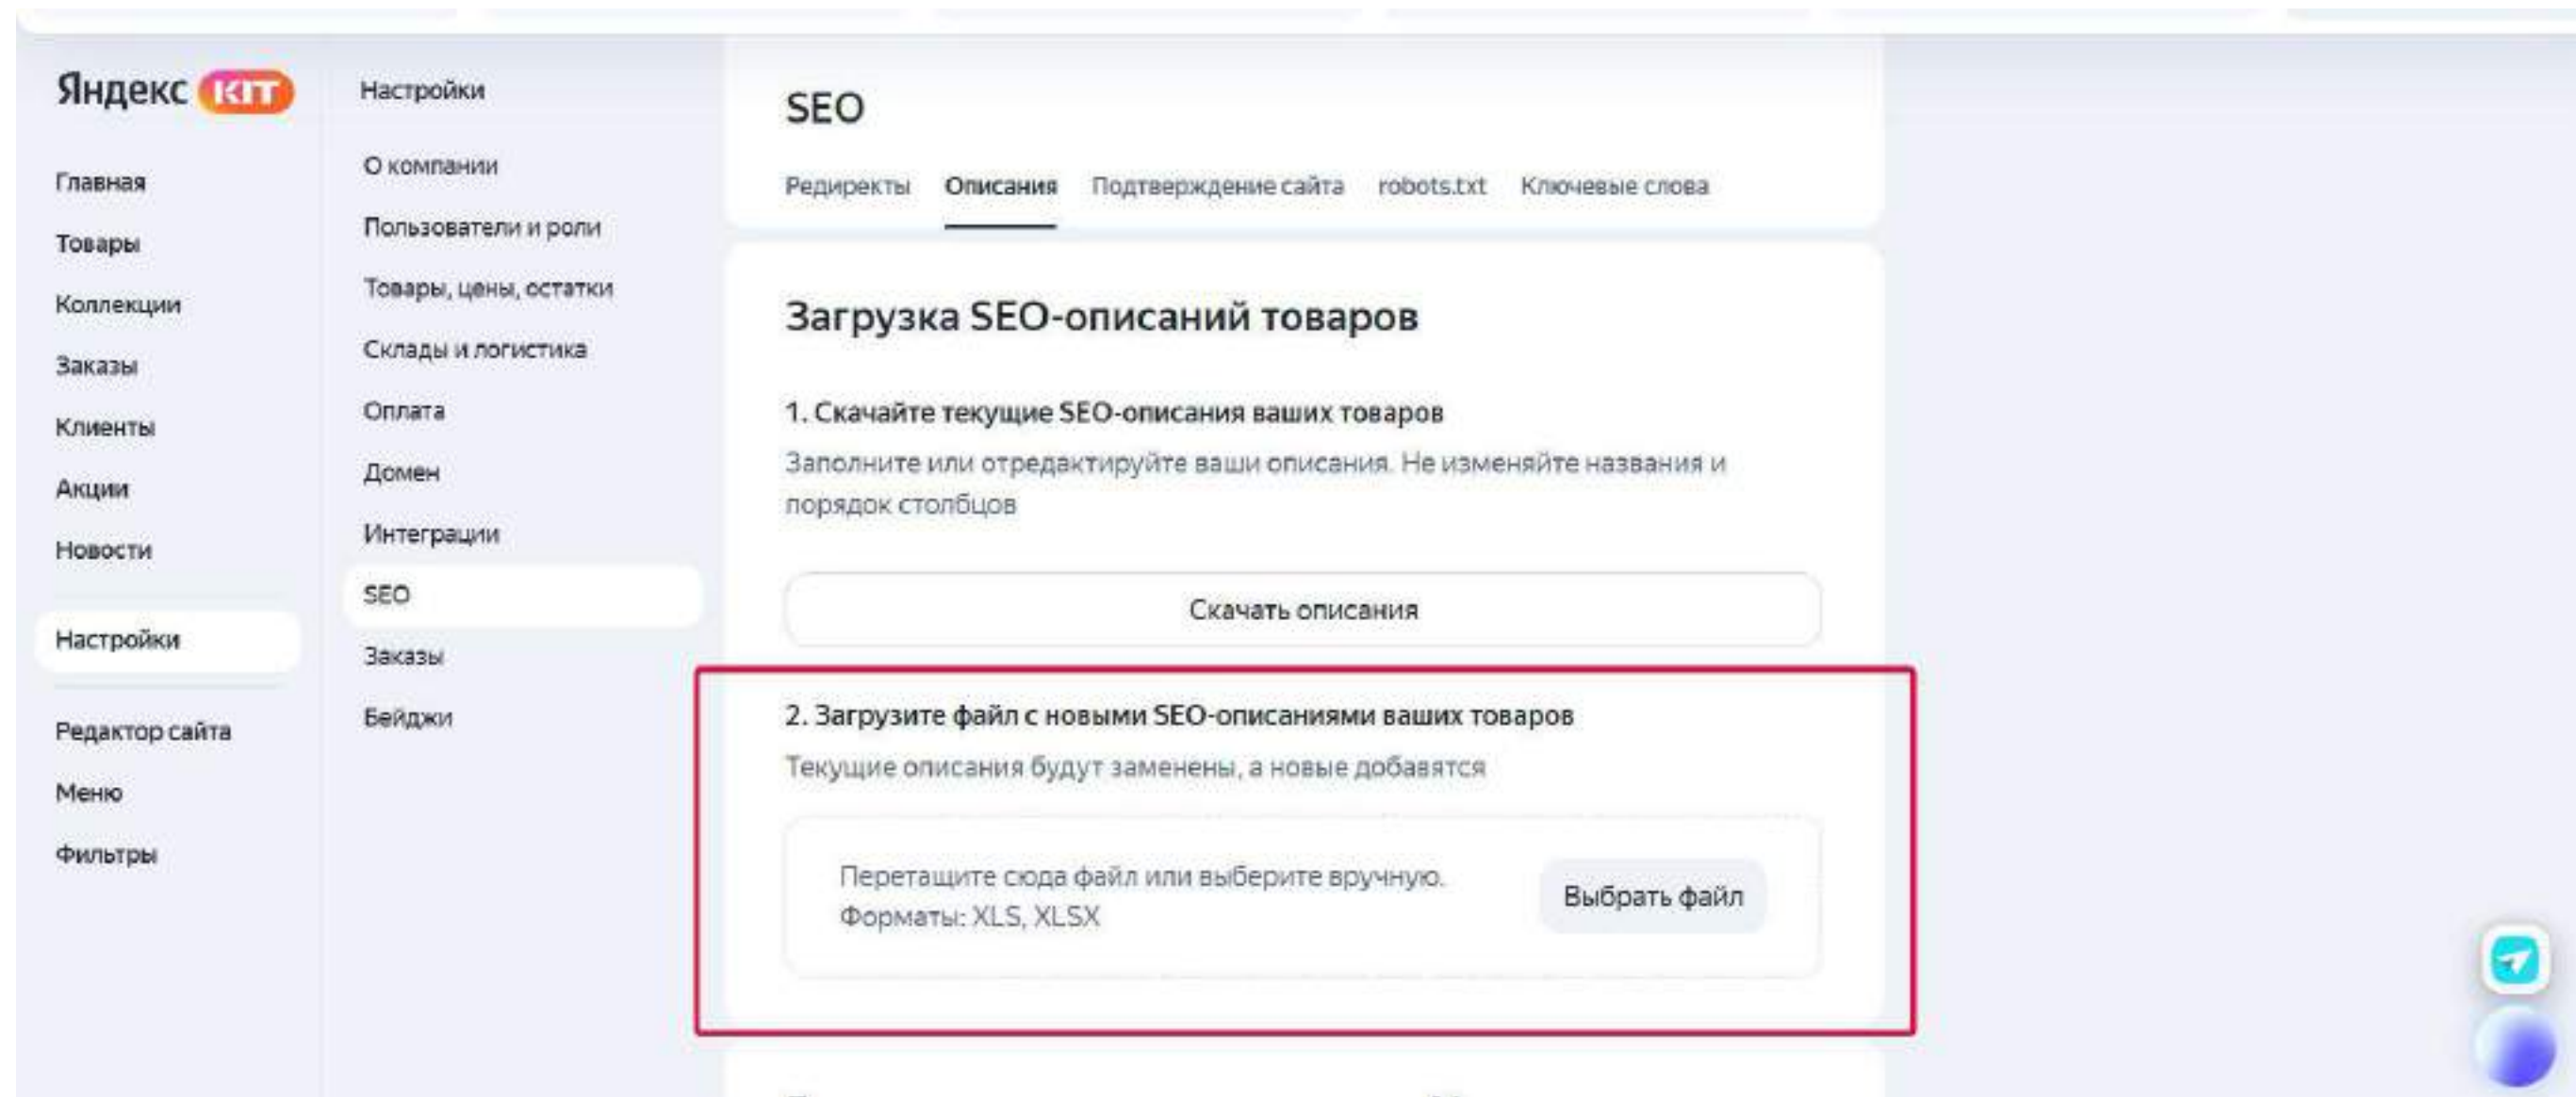 Яндекс KIT
Главная
Товары
Коллекции
Заказы
Клиенты
Акции
Новости
Настройки
Редактор сайта
Меню
Фильтры
Настройки
О компании
Пользователи и роли
Товары, цены, остатки
Склады и логистика
Оплата
Домен
Интеграции
SEO
Заказы
Бейджи
SEO
Редиректы Описания Подтверждение сайта robots.txt Ключевые слова
Загрузка SEO-описаний товаров
1. Скачайте текущие SEO-описания ваших товаров
Заполните или отредактируйте ваши описания. Не изменяйте названия и
порядок столбцов
Скачать описания
2. Загрузите файл с новыми SEO-описаниями ваших товаров
Текущие описания будут заменены, а новые добавятся
Перетащите сюда файл или выберите вручную.
Форматы: XLS, XLSX
Выбрать файл